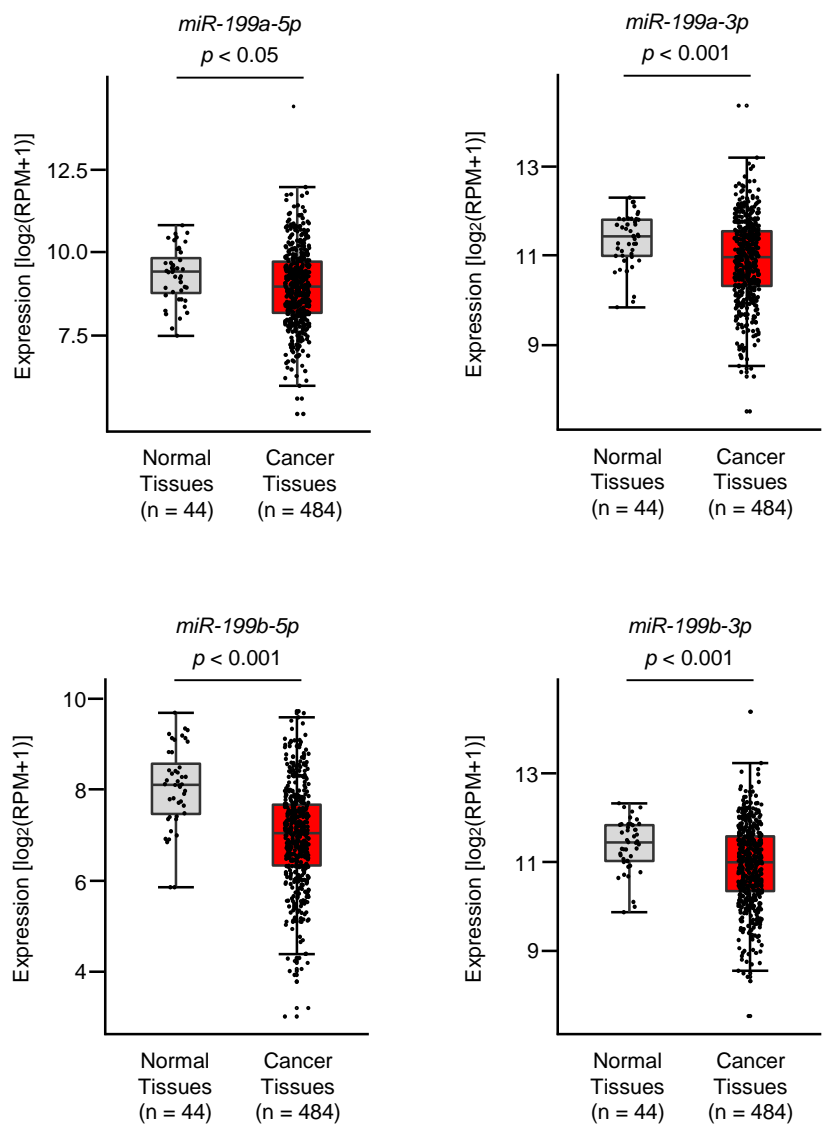 miR-199a-5p
p < 0.05
Expression [log2(RPM+1)]
12.5
10.0
7.5
Normal Tissues (n = 44)
Cancer Tissues (n = 484)
miR-199a-3p
p < 0.001
Expression [log2(RPM+1)]
13
11
9
Normal Tissues (n = 44)
Cancer Tissues (n = 484)
miR-199b-5p
p < 0.001
Expression [log2(RPM+1)]
10
8
6
4
Normal Tissues (n = 44)
Cancer Tissues (n = 484)
miR-199b-3p
p < 0.001
Expression [log2(RPM+1)]
13
11
9
Normal Tissues (n = 44)
Cancer Tissues (n = 484)